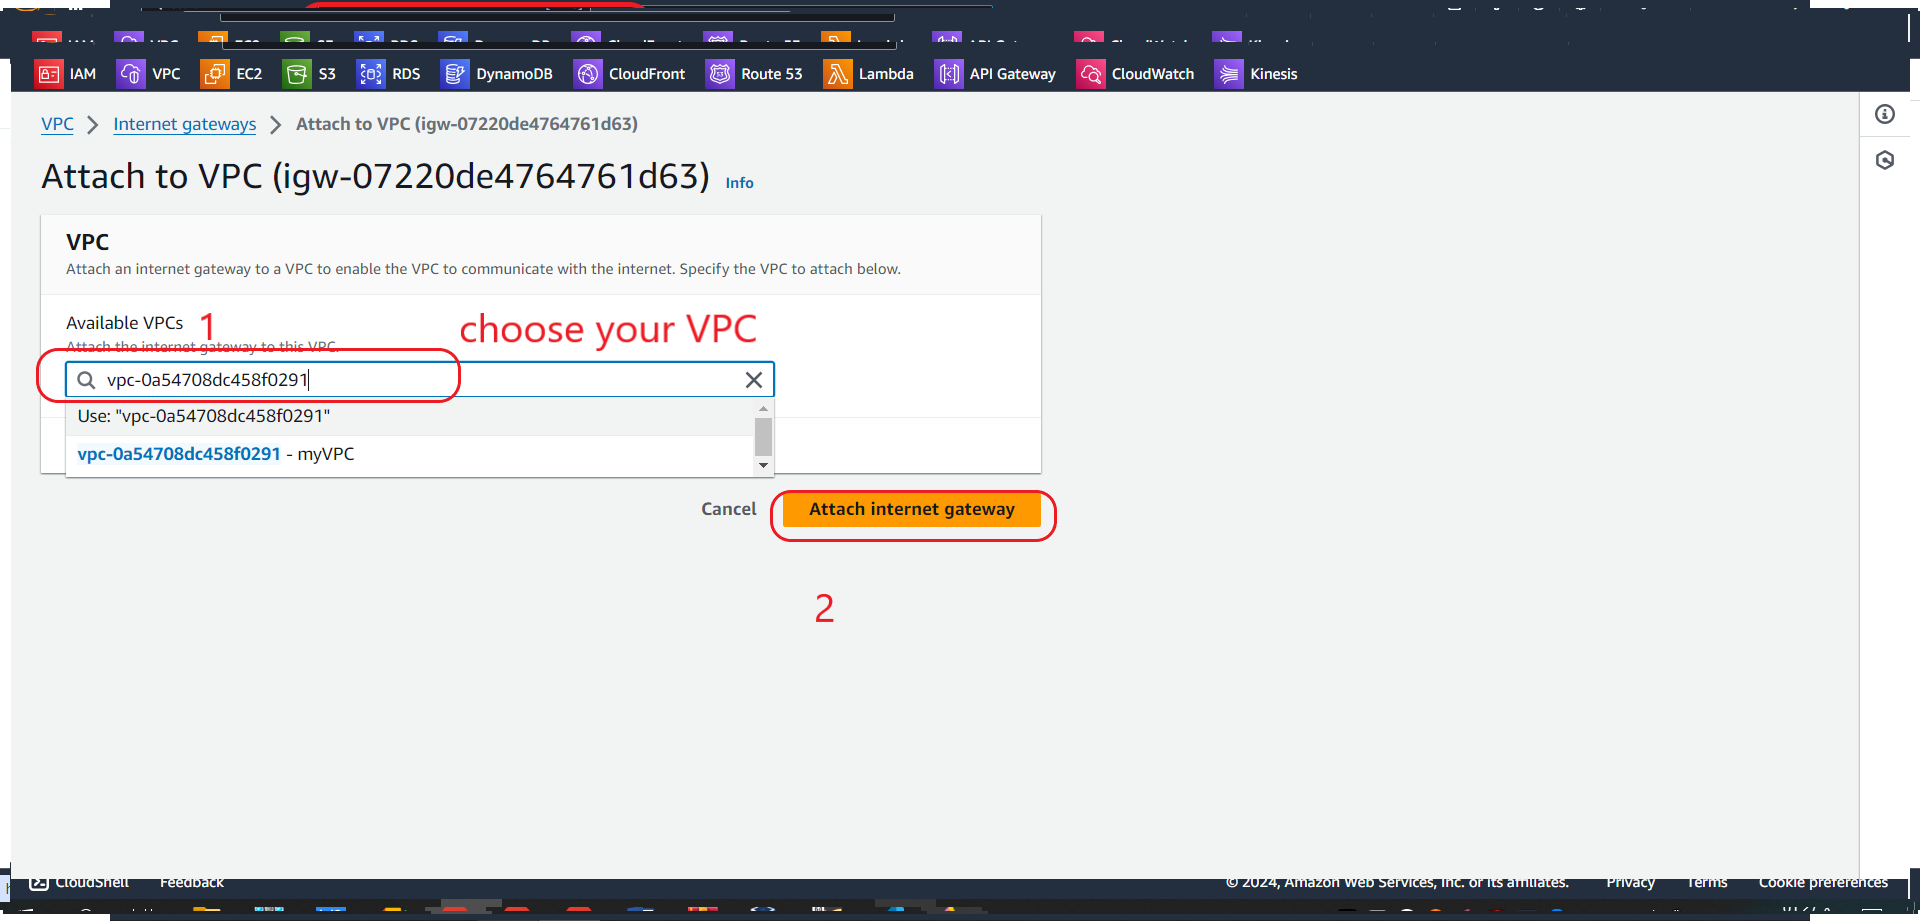 IAM VPC EC2 S3 RDS DynamoDB CloudFront Route 53 Lambda API Gateway CloudWatch Kinesis
VPC Internet gateways Attach to VPC (igw-07220de4764761d63)
Attach to VPC (igw-07220de4764761d63) Info
VPC
Attach an internet gateway to a VPC to enable the VPC to communicate with the internet. Specify the VPC to attach below.
Available VPCs 1 choose your VPC
Attach the internet gateway to this VPC.
vpc-0a54708dc458f0291
Use: "vpc-0a54708dc458f0291"
vpc-0a54708dc458f0291 - myVPC
Cancel Attach internet gateway
2
CloudShell Feedback © 2024, Amazon Web Services, Inc. or its affiliates. Privacy Terms Cookie preferences